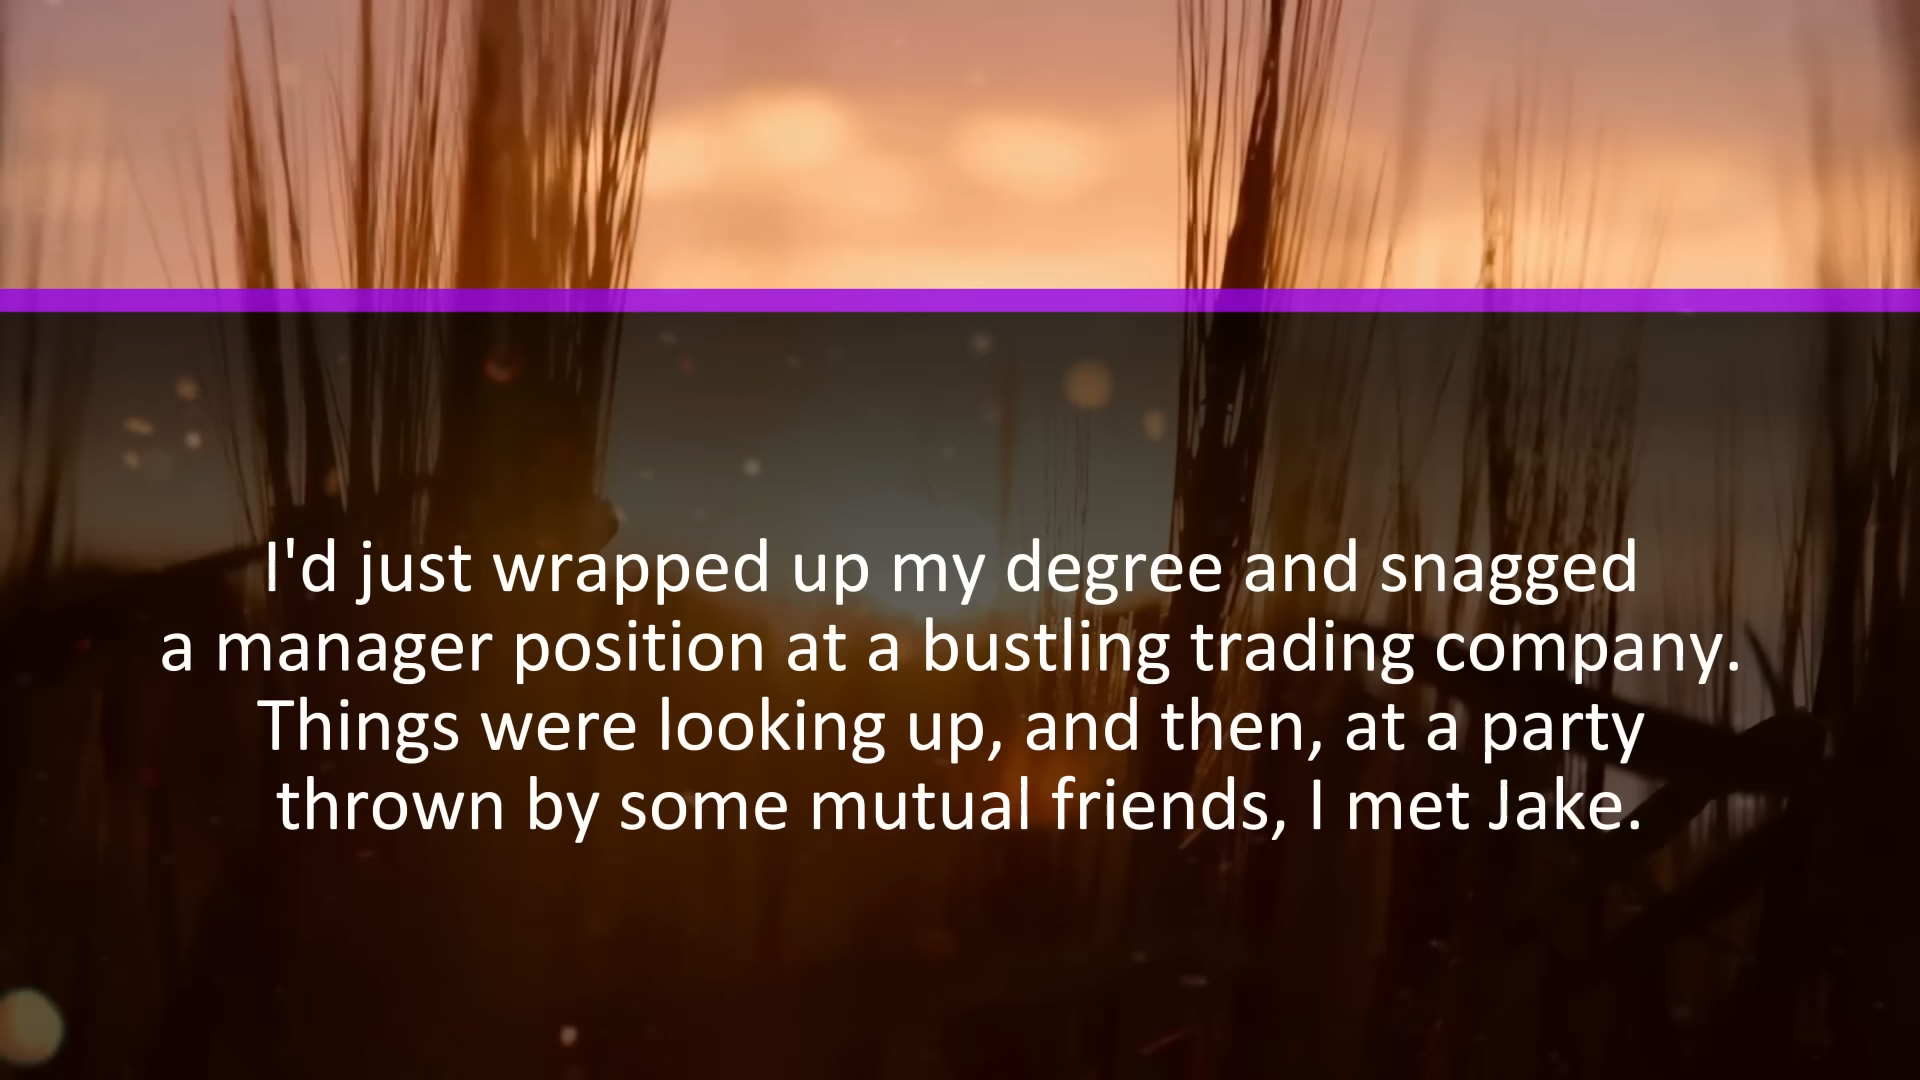 I'd just wrapped up my degree and snagged
a manager position at a bustling trading company.
Things were looking up, and then, at a party
thrown by some mutual friends, I met Jake.